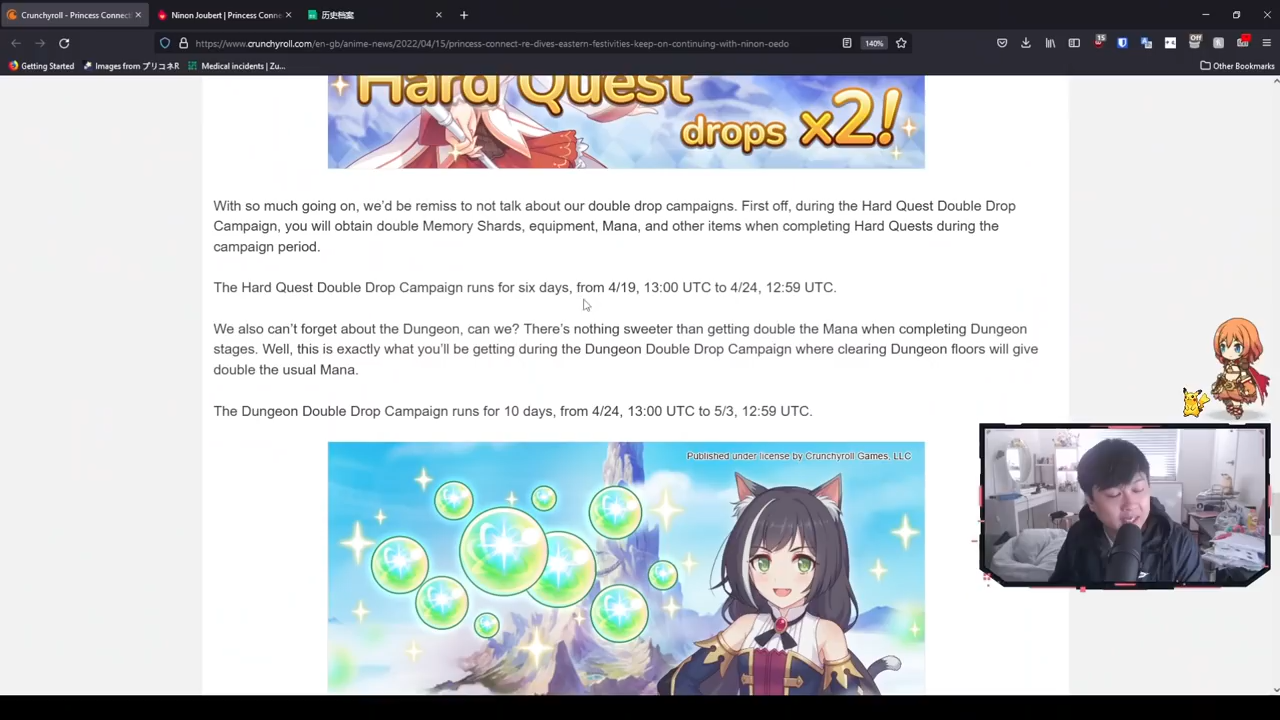 Crunchyroll - Princess Connect
Ninon Joubert | Princess Conne
历史档案
https://www.crunchyroll.com/en-gb/anime-news/2022/04/15/princess-connect-re-dives-eastern-festivities-keep-on-continuing-with-ninon-oedo
140%
15
Off
Getting Started
Images from プリコネR
Medical incidents | Zu...
Other Bookmarks
Hard Quest
drops x2!
With so much going on, we'd be remiss to not talk about our double drop campaigns. First off, during the Hard Quest Double Drop
Campaign, you will obtain double Memory Shards, equipment, Mana, and other items when completing Hard Quests during the
campaign period.
The Hard Quest Double Drop Campaign runs for six days, from 4/19, 13:00 UTC to 4/24, 12:59 UTC.
We also can't forget about the Dungeon, can we? There's nothing sweeter than getting double the Mana when completing Dungeon
stages. Well, this is exactly what you'll be getting during the Dungeon Double Drop Campaign where clearing Dungeon floors will give
double the usual Mana.
The Dungeon Double Drop Campaign runs for 10 days, from 4/24, 13:00 UTC to 5/3, 12:59 UTC.
Published under license by Crunchyroll Games, LLC